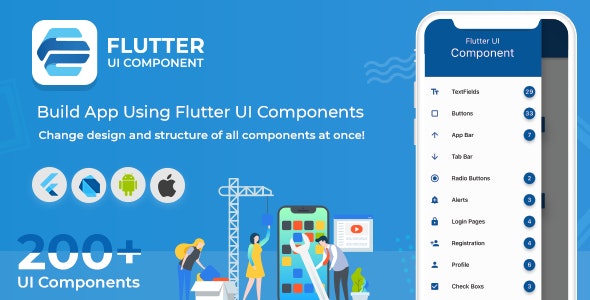 FLUTTER
UI COMPONENT
Build App Using Flutter UI Components
Change design and structure of all components at once!
200+
UI Components
Flutter UI
Component
TextFields 29
Buttons 33
App Bar 7
Tab Bar
Radio Buttons 2
Alerts 3
Login Pages 4
Registration 4
Profile 6
Check Boxs 3